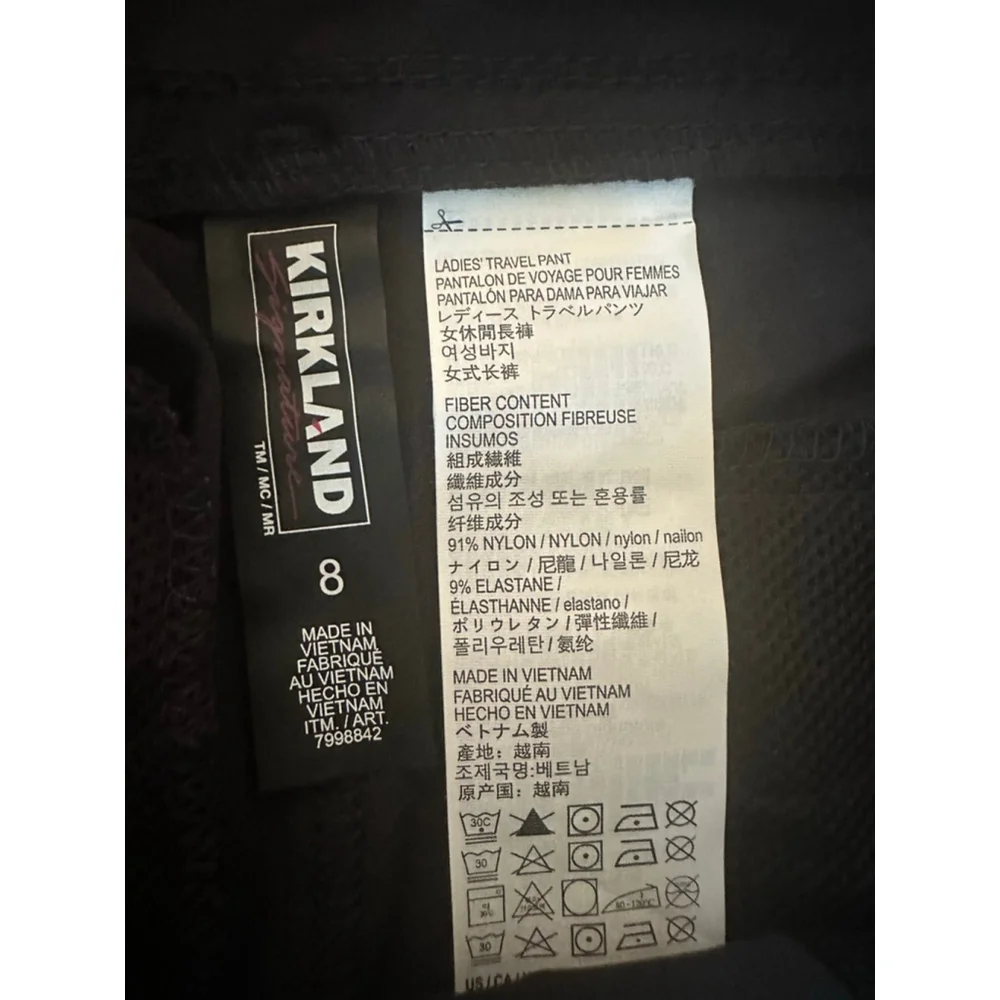 KIRKLAND
Signature
TM / MC / MR
8
MADE IN
VIETNAM
FABRIQUÉ
AU VIETNAM
HECHO EN
VIETNAM
ITM. / ART.
7998842
LADIES' TRAVEL PANT
PANTALON DE VOYAGE POUR FEMMES
PANTALÓN PARA DAMA PARA VIAJAR
レディース トラベルパンツ
女休閒長褲
여성바지
女式长裤
FIBER CONTENT
COMPOSITION FIBREUSE
INSUMOS
組成繊維
纖維成分
섬유의 조성 또는 혼용률
纤维成分
91% NYLON / NYLON / nylon / nailon
ナイロン / 尼龍 / 나일론 / 尼龙
9% ELASTANE /
ÉLASTHANNE / elastano /
ポリウレタン / 彈性纖維 /
폴리우레탄 / 氨纶
MADE IN VIETNAM
FABRIQUÉ AU VIETNAM
HECHO EN VIETNAM
ベトナム製
產地：越南
조제국명:베트남
原产国：越南
30C
30
30
US / CA /